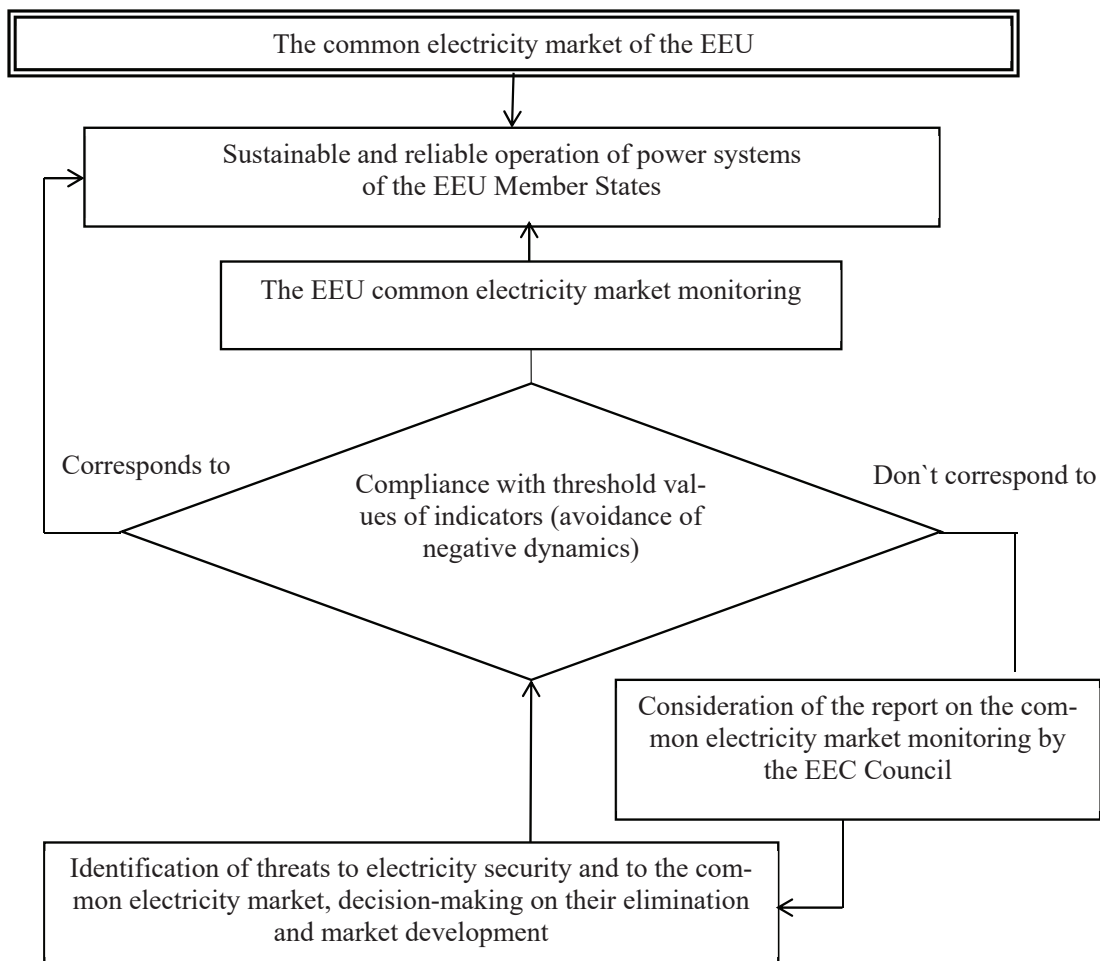 The common electricity market of the EEU
Sustainable and reliable operation of power systems
of the EEU Member States
The EEU common electricity market monitoring
Corresponds to
Compliance with threshold val-
ues of indicators (avoidance of
negative dynamics)
Don`t correspond to
Consideration of the report on the com-
mon electricity market monitoring by
the EEC Council
Identification of threats to electricity security and to the com-
mon electricity market, decision-making on their elimination
and market development